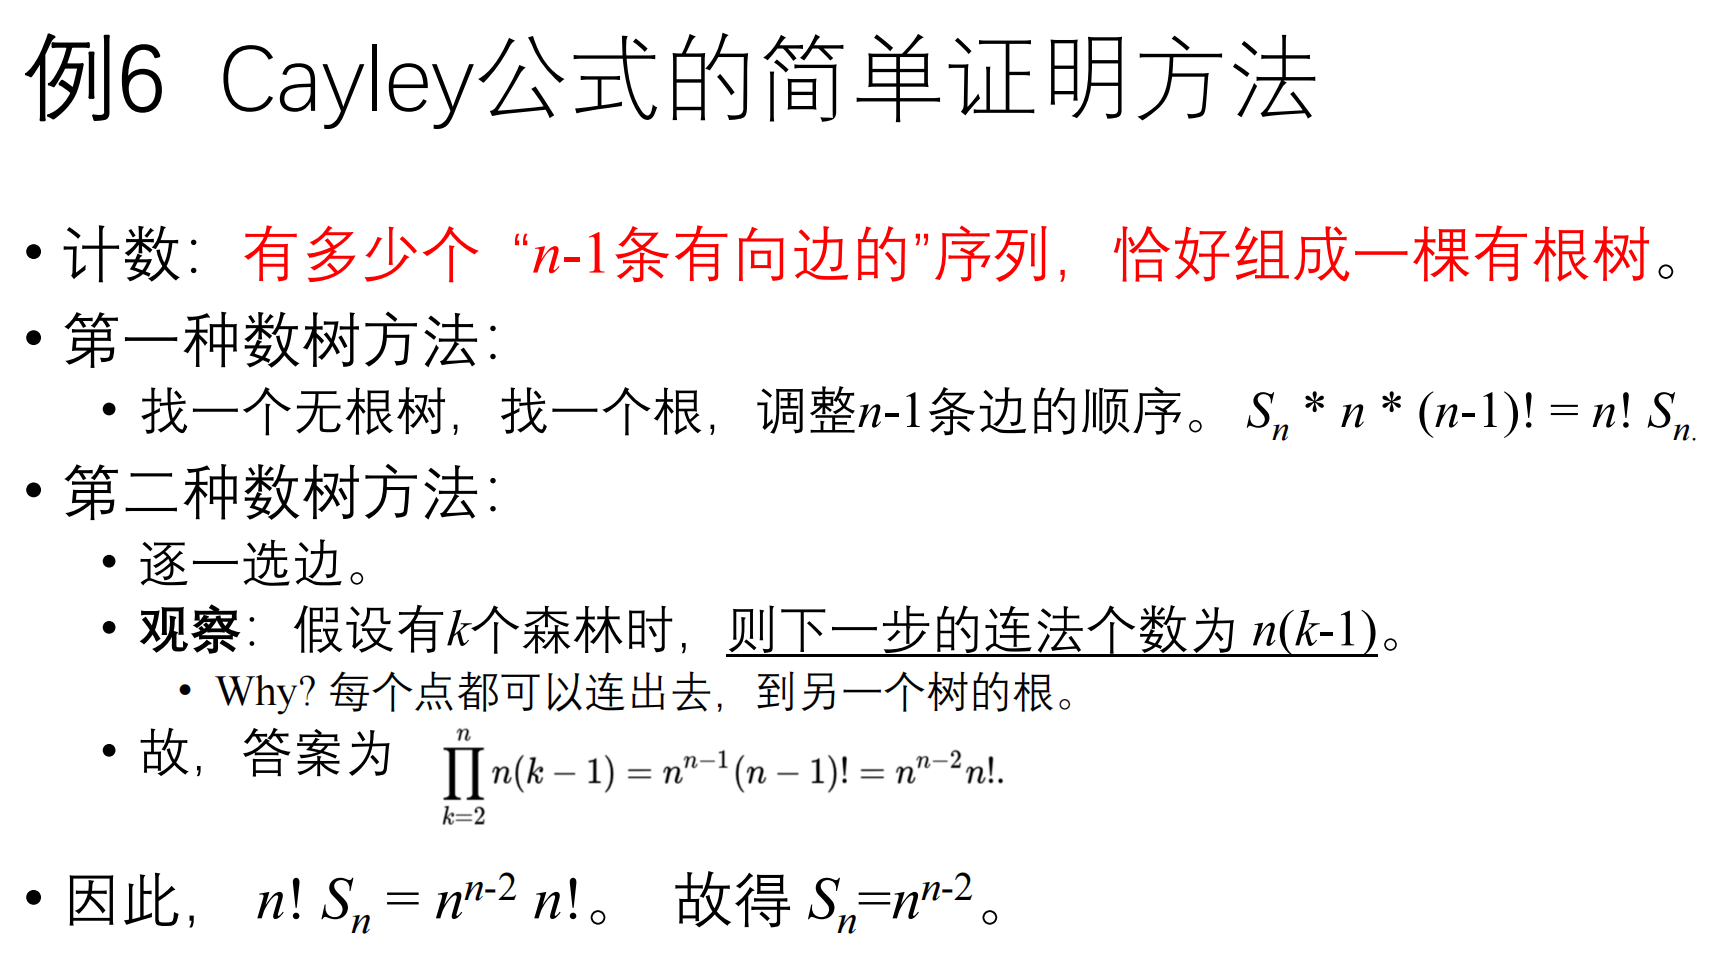 例6 Cayley公式的简单证明方法
• 计数：有多少个 “n-1条有向边的”序列，恰好组成一棵有根树。
• 第一种数树方法：
• 找一个无根树，找一个根，调整n-1条边的顺序。 Sₙ * n * (n-1)! = n! Sₙ.
• 第二种数树方法：
• 逐一选边。
• 观察：假设有k个森林时，则下一步的连法个数为 n(k-1)。
• Why? 每个点都可以连出去，到另一个树的根。
• 故，答案为 ∏_{k=2}^{n} n(k − 1) = n^{n−1}(n − 1)! = n^{n−2}n!.
• 因此， n! Sₙ = n^{n-2} n!。 故得 Sₙ=n^{n-2}。